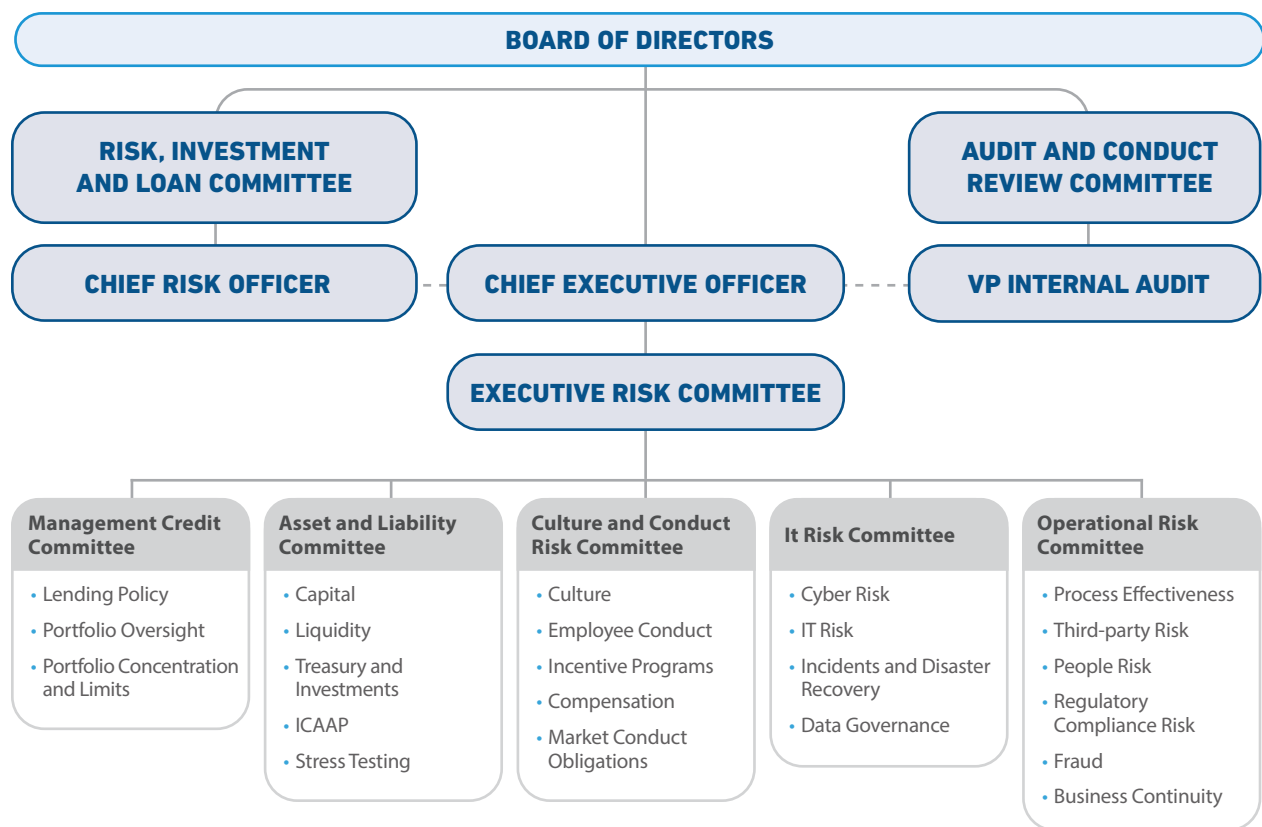 BOARD OF DIRECTORS
RISK, INVESTMENT
AND LOAN COMMITTEE
AUDIT AND CONDUCT
REVIEW COMMITTEE
CHIEF RISK OFFICER
CHIEF EXECUTIVE OFFICER
VP INTERNAL AUDIT
EXECUTIVE RISK COMMITTEE
Management Credit
Committee
• Lending Policy
• Portfolio Oversight
• Portfolio Concentration
and Limits
Asset and Liability
Committee
• Capital
• Liquidity
• Treasury and
Investments
• ICAAP
• Stress Testing
Culture and Conduct
Risk Committee
• Culture
• Employee Conduct
• Incentive Programs
• Compensation
• Market Conduct
Obligations
It Risk Committee
• Cyber Risk
• IT Risk
• Incidents and Disaster
Recovery
• Data Governance
Operational Risk
Committee
• Process Effectiveness
• Third-party Risk
• People Risk
• Regulatory
Compliance Risk
• Fraud
• Business Continuity